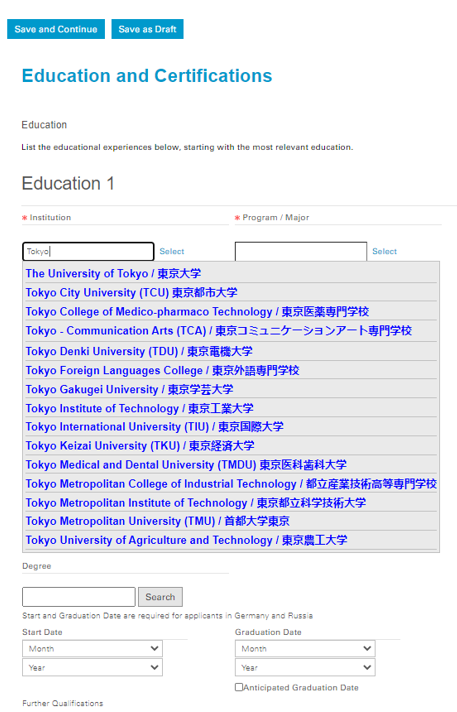 Save and Continue
Save as Draft
Education and Certifications
Education
List the educational experiences below, starting with the most relevant education.
Education 1
* Institution
* Program / Major
Tokyo
Select
Select
The University of Tokyo / 東京大学
Tokyo City University (TCU) 東京都市大学
Tokyo College of Medico-pharmaco Technology / 東京医薬専門学校
Tokyo - Communication Arts (TCA) / 東京コミュニケーションアート専門学校
Tokyo Denki University (TDU) / 東京電機大学
Tokyo Foreign Languages College / 東京外語専門学校
Tokyo Gakugei University / 東京学芸大学
Tokyo Institute of Technology / 東京工業大学
Tokyo International University (TIU) / 東京国際大学
Tokyo Keizai University (TKU) / 東京経済大学
Tokyo Medical and Dental University (TMDU) 東京医科歯科大学
Tokyo Metropolitan College of Industrial Technology / 都立産業技術高等専門学校
Tokyo Metropolitan Institute of Technology / 東京都立科学技術大学
Tokyo Metropolitan University (TMU) / 首都大学東京
Tokyo University of Agriculture and Technology / 東京農工大学
Degree
Search
Start and Graduation Date are required for applicants in Germany and Russia
Start Date
Graduation Date
Month
Month
Year
Year
Anticipated Graduation Date
Further Qualifications